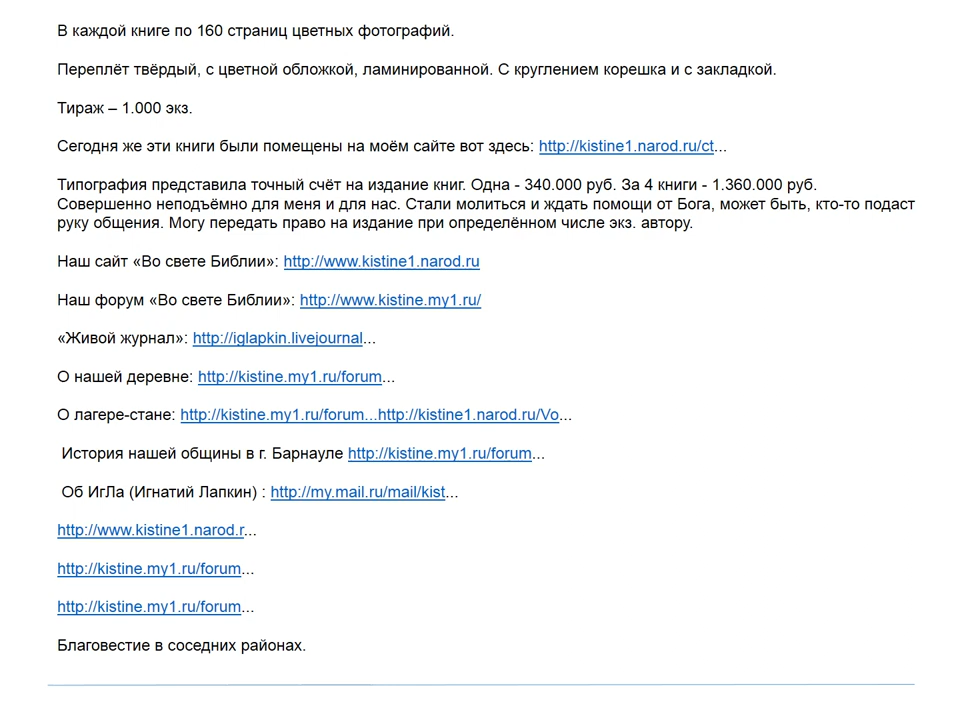 В каждой книге по 160 страниц цветных фотографий.
Переплёт твёрдый, с цветной обложкой, ламинированной. С круглением корешка и с закладкой.
Тираж – 1.000 экз.
Сегодня же эти книги были помещены на моём сайте вот здесь: http://kistine1.narod.ru/ct...
Типография представила точный счёт на издание книг. Одна - 340.000 руб. За 4 книги - 1.360.000 руб.
Совершенно неподъёмно для меня и для нас. Стали молиться и ждать помощи от Бога, может быть, кто-то подаст
руку общения. Могу передать право на издание при определённом числе экз. автору.
Наш сайт «Во свете Библии»: http://www.kistine1.narod.ru
Наш форум «Во свете Библии»: http://www.kistine.my1.ru/
«Живой журнал»: http://iglapkin.livejournal...
О нашей деревне: http://kistine.my1.ru/forum...
О лагере-стане: http://kistine.my1.ru/forum...http://kistine1.narod.ru/Vo...
История нашей общины в г. Барнауле http://kistine.my1.ru/forum...
Об ИгЛа (Игнатий Лапкин) : http://my.mail.ru/mail/kist...
http://www.kistine1.narod.r...
http://kistine.my1.ru/forum...
http://kistine.my1.ru/forum...
Благовестие в соседних районах.